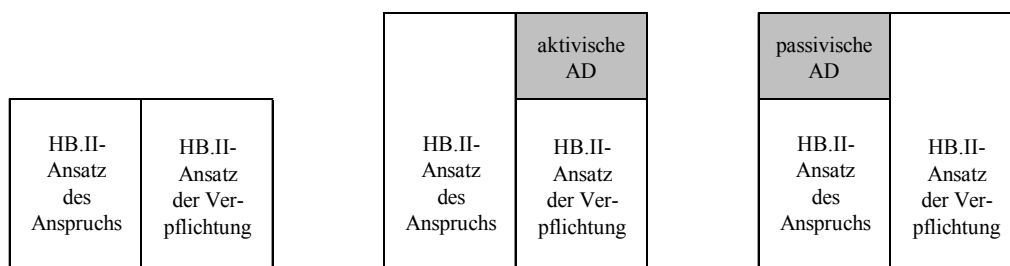 HB.II-
Ansatz
des
Anspruchs
HB.II-
Ansatz
der Ver-
pflichtung
HB.II-
Ansatz
des
Anspruchs
aktivische
AD
HB.II-
Ansatz
der Ver-
pflichtung
passivische
AD
HB.II-
Ansatz
des
Anspruchs
HB.II-
Ansatz
der Ver-
pflichtung